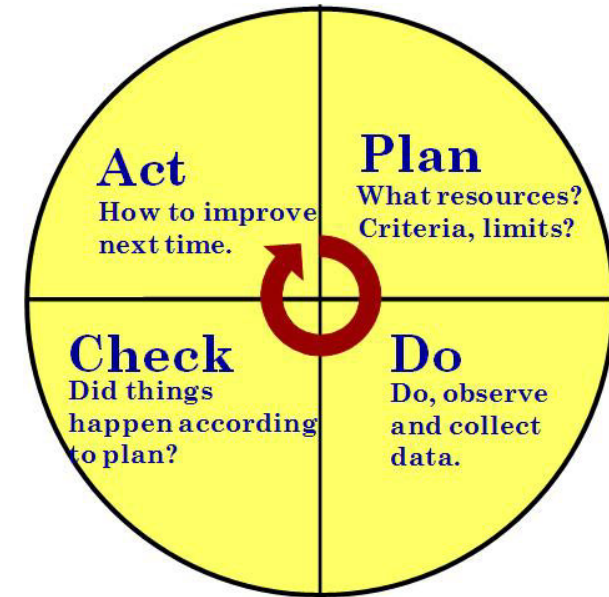 Act
How to improve
next time.
Plan
What resources?
Criteria, limits?
Check
Did things
happen according
to plan?
Do
Do, observe
and collect
data.